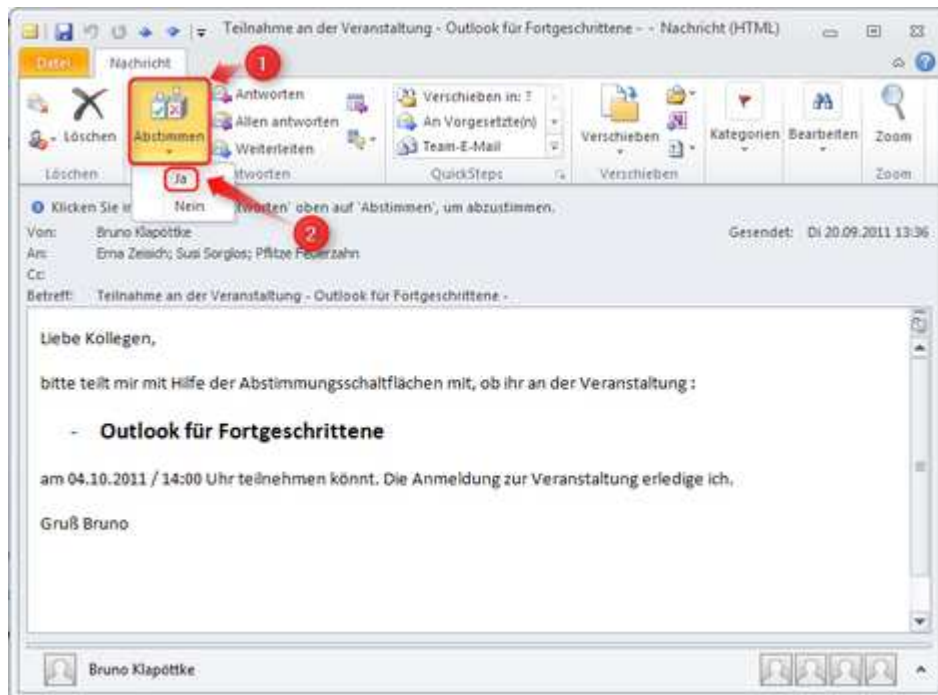 Teilnahme an der Veranstaltung - Outlook für Fortgeschrittene - - Nachricht (HTML)
Datei Nachricht
1
Löschen
Abstimmen
Antworten
Allen antworten
Weiterleiten
Verschieben in: ?
An Vorgesetzte(n)
Team-E-Mail
Verschieben
Kategorien
Bearbeiten
Zoom
Löschen QuickSteps Verschieben Zoom
Ja
Nein
2
Klicken Sie oben auf 'Abstimmen', um abzustimmen.
Von: Bruno Klapöttke Gesendet: Di 20.09.2011 13:36
An: Erna Zeisich; Susi Sorglos; Pfitze Feuerzahn
Cc:
Betreff: Teilnahme an der Veranstaltung - Outlook für Fortgeschrittene -
Liebe Kollegen,
bitte teilt mir mit Hilfe der Abstimmungsschaltflächen mit, ob ihr an der Veranstaltung :
- Outlook für Fortgeschrittene
am 04.10.2011 / 14:00 Uhr teilnehmen könnt. Die Anmeldung zur Veranstaltung erledige ich.
Gruß Bruno
Bruno Klapöttke